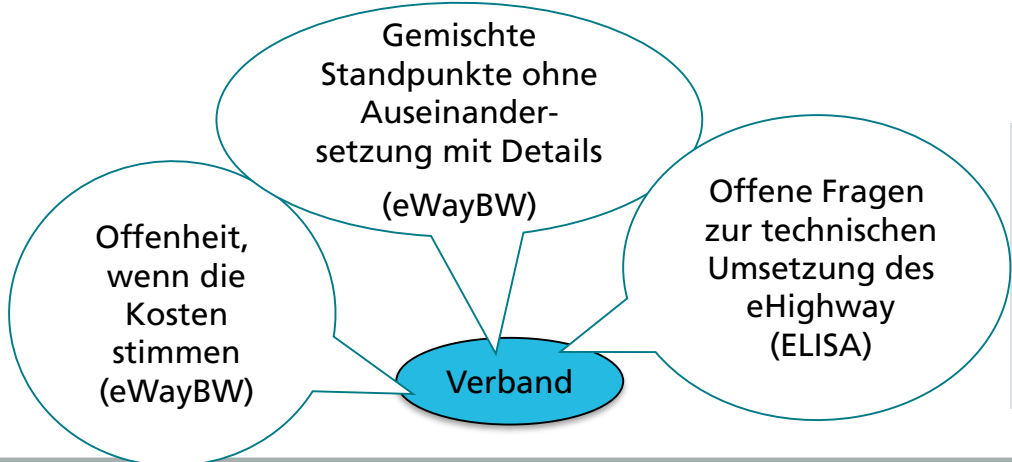 Gemischte
Standpunkte ohne
Auseinander-
setzung mit Details
(eWayBW)
Offenheit,
wenn die
Kosten
stimmen
(eWayBW)
Offene Fragen
zur technischen
Umsetzung des
eHighway
(ELISA)
Verband